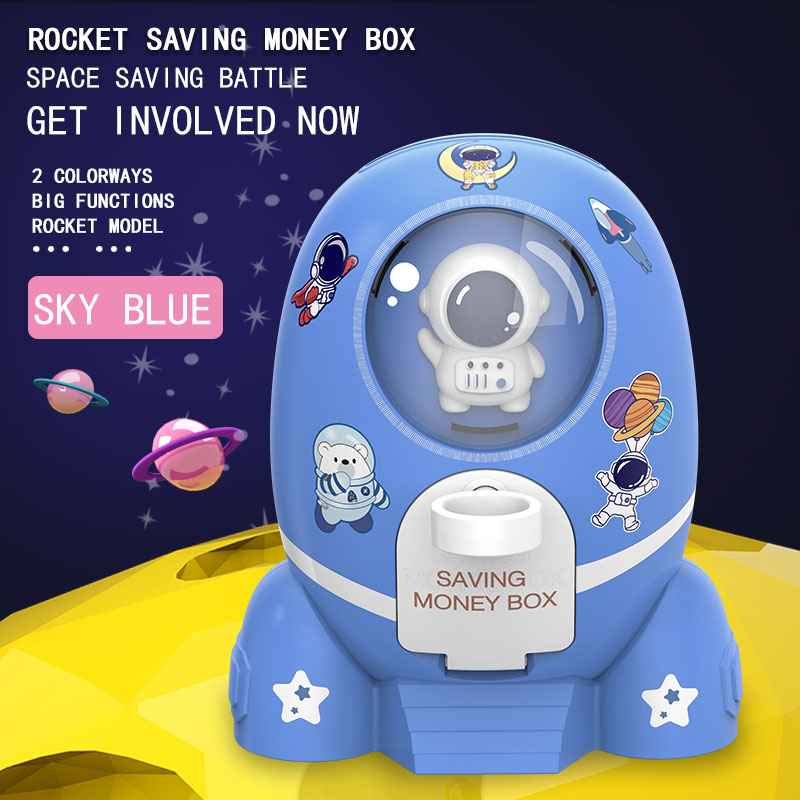 ROCKET SAVING MONEY BOX
SPACE SAVING BATTLE
GET INVOLVED NOW
2 COLORWAYS
BIG FUNCTIONS
ROCKET MODEL
... ...
SKY BLUE
SAVING
MONEY BOX